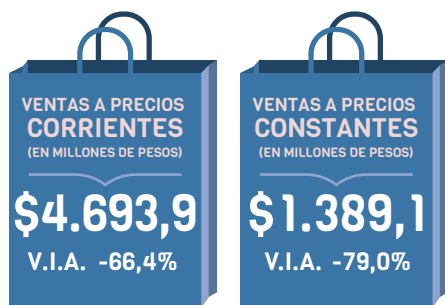 VENTAS A PRECIOS
CORRIENTES
(EN MILLONES DE PESOS)
$4.693,9
V.I.A. -66,4%
VENTAS A PRECIOS
CONSTANTES
(EN MILLONES DE PESOS)
$1.389,1
V.I.A. -79,0%